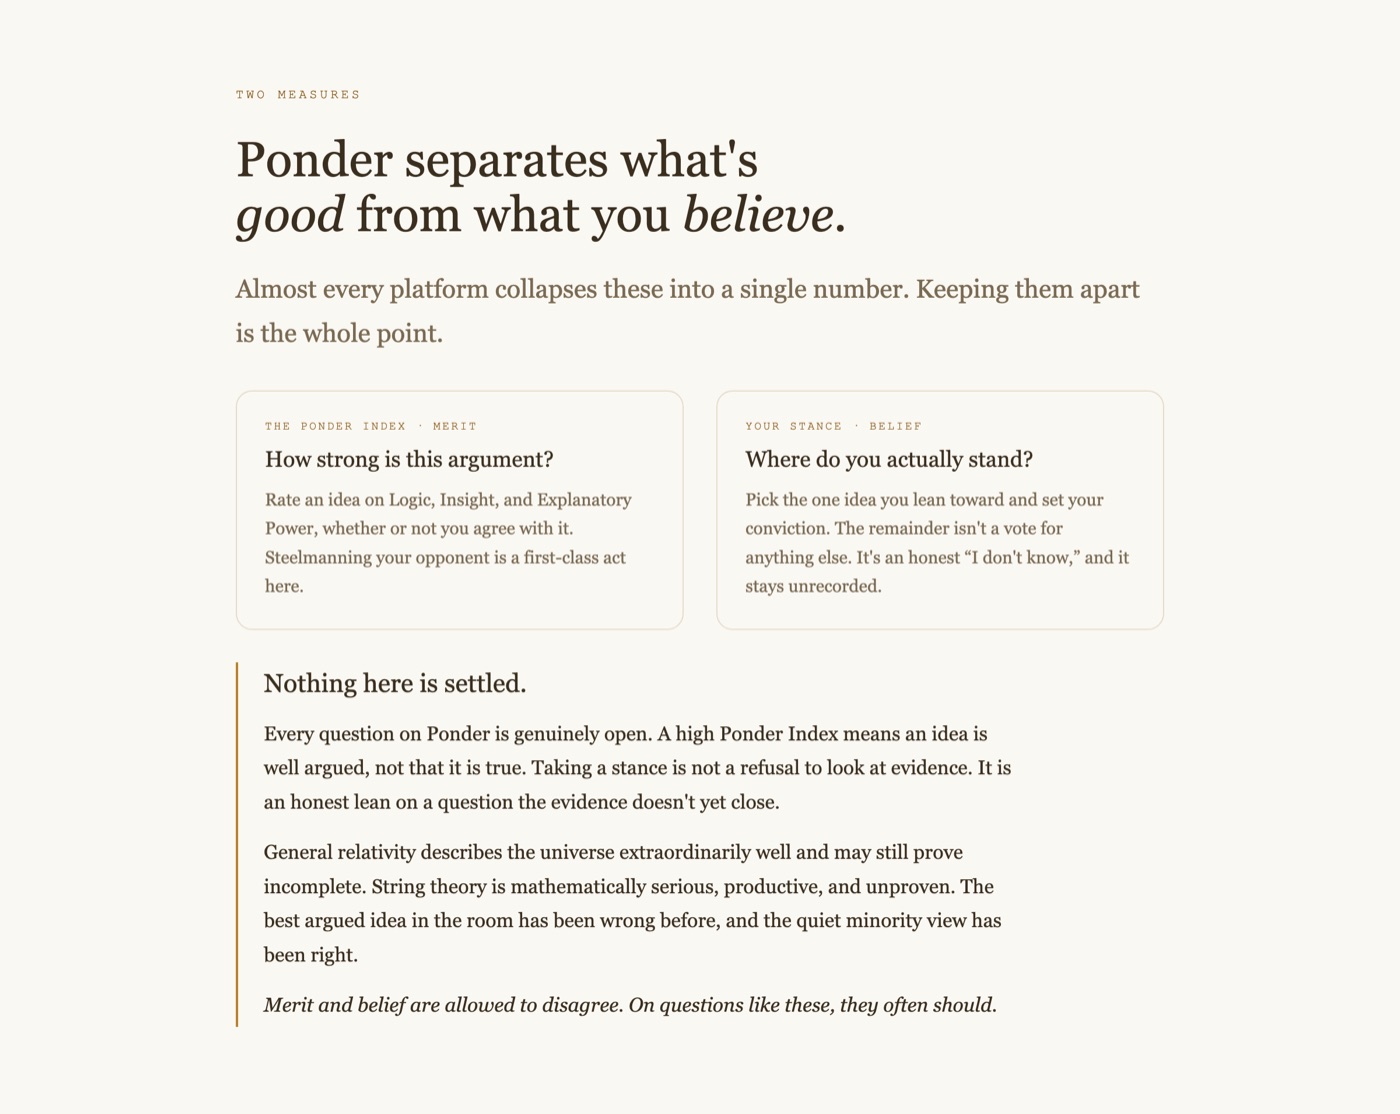 TWO MEASURES
Ponder separates what's
good from what you believe.
Almost every platform collapses these into a single number. Keeping them apart
is the whole point.
THE PONDER INDEX · MERIT
How strong is this argument?
Rate an idea on Logic, Insight, and Explanatory
Power, whether or not you agree with it.
Steelmanning your opponent is a first-class act
here.
YOUR STANCE · BELIEF
Where do you actually stand?
Pick the one idea you lean toward and set your
conviction. The remainder isn't a vote for
anything else. It's an honest “I don't know,” and it
stays unrecorded.
Nothing here is settled.
Every question on Ponder is genuinely open. A high Ponder Index means an idea is
well argued, not that it is true. Taking a stance is not a refusal to look at evidence. It is
an honest lean on a question the evidence doesn't yet close.
General relativity describes the universe extraordinarily well and may still prove
incomplete. String theory is mathematically serious, productive, and unproven. The
best argued idea in the room has been wrong before, and the quiet minority view has
been right.
Merit and belief are allowed to disagree. On questions like these, they often should.